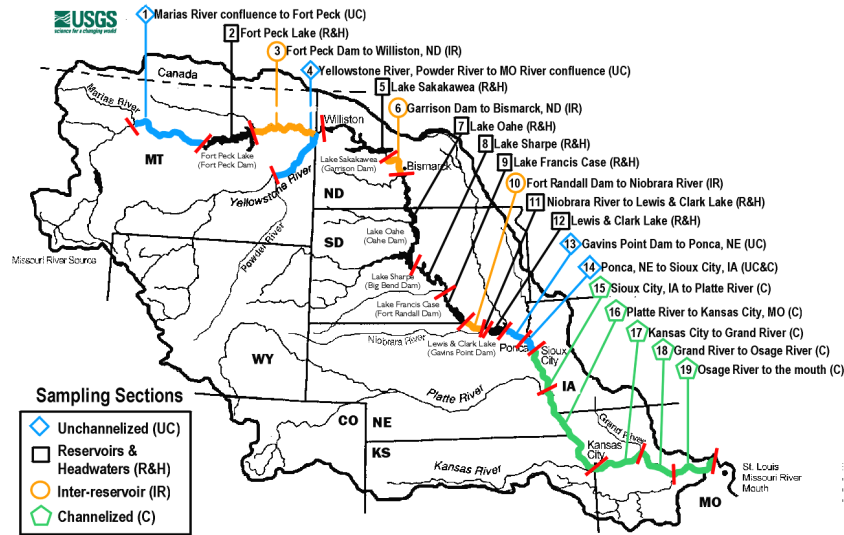 USGS
science for a changing world
1 Marias River confluence to Fort Peck (UC)
2 Fort Peck Lake (R&H)
3 Fort Peck Dam to Williston, ND (IR)
4 Yellowstone River, Powder River to MO River confluence (UC)
5 Lake Sakakawea (R&H)
6 Garrison Dam to Bismarck, ND (IR)
7 Lake Oahe (R&H)
8 Lake Sharpe (R&H)
9 Lake Francis Case (R&H)
10 Fort Randall Dam to Niobrara River (IR)
11 Niobrara River to Lewis & Clark Lake (R&H)
12 Lewis & Clark Lake (R&H)
13 Gavins Point Dam to Ponca, NE (UC)
14 Ponca, NE to Sioux City, IA (UC&C)
15 Sioux City, IA to Platte River (C)
16 Platte River to Kansas City, MO (C)
17 Kansas City to Grand River (C)
18 Grand River to Osage River (C)
19 Osage River to the mouth (C)
Canada
Marias River
Williston
MT
Fort Peck Lake
(Fort Peck Dam)
Lake Sakakawea
(Garrison Dam)
Bismarck
Yellowstone River
ND
Powder River
SD
Lake Oahe
(Oahe Dam)
Missouri River Source
Lake Sharpe
(Big Bend Dam)
Lake Francis Case
(Fort Randall Dam)
Niobrara River
Lewis & Clark Lake
(Gavins Point Dam)
Ponca
Sioux
City
WY
Platte River
IA
CO
NE
KS
Grand River
Kansas
City
Kansas River
St. Louis
Missouri River
Mouth
MO
Sampling Sections
Unchannelized (UC)
Reservoirs &
Headwaters (R&H)
Inter-reservoir (IR)
Channelized (C)